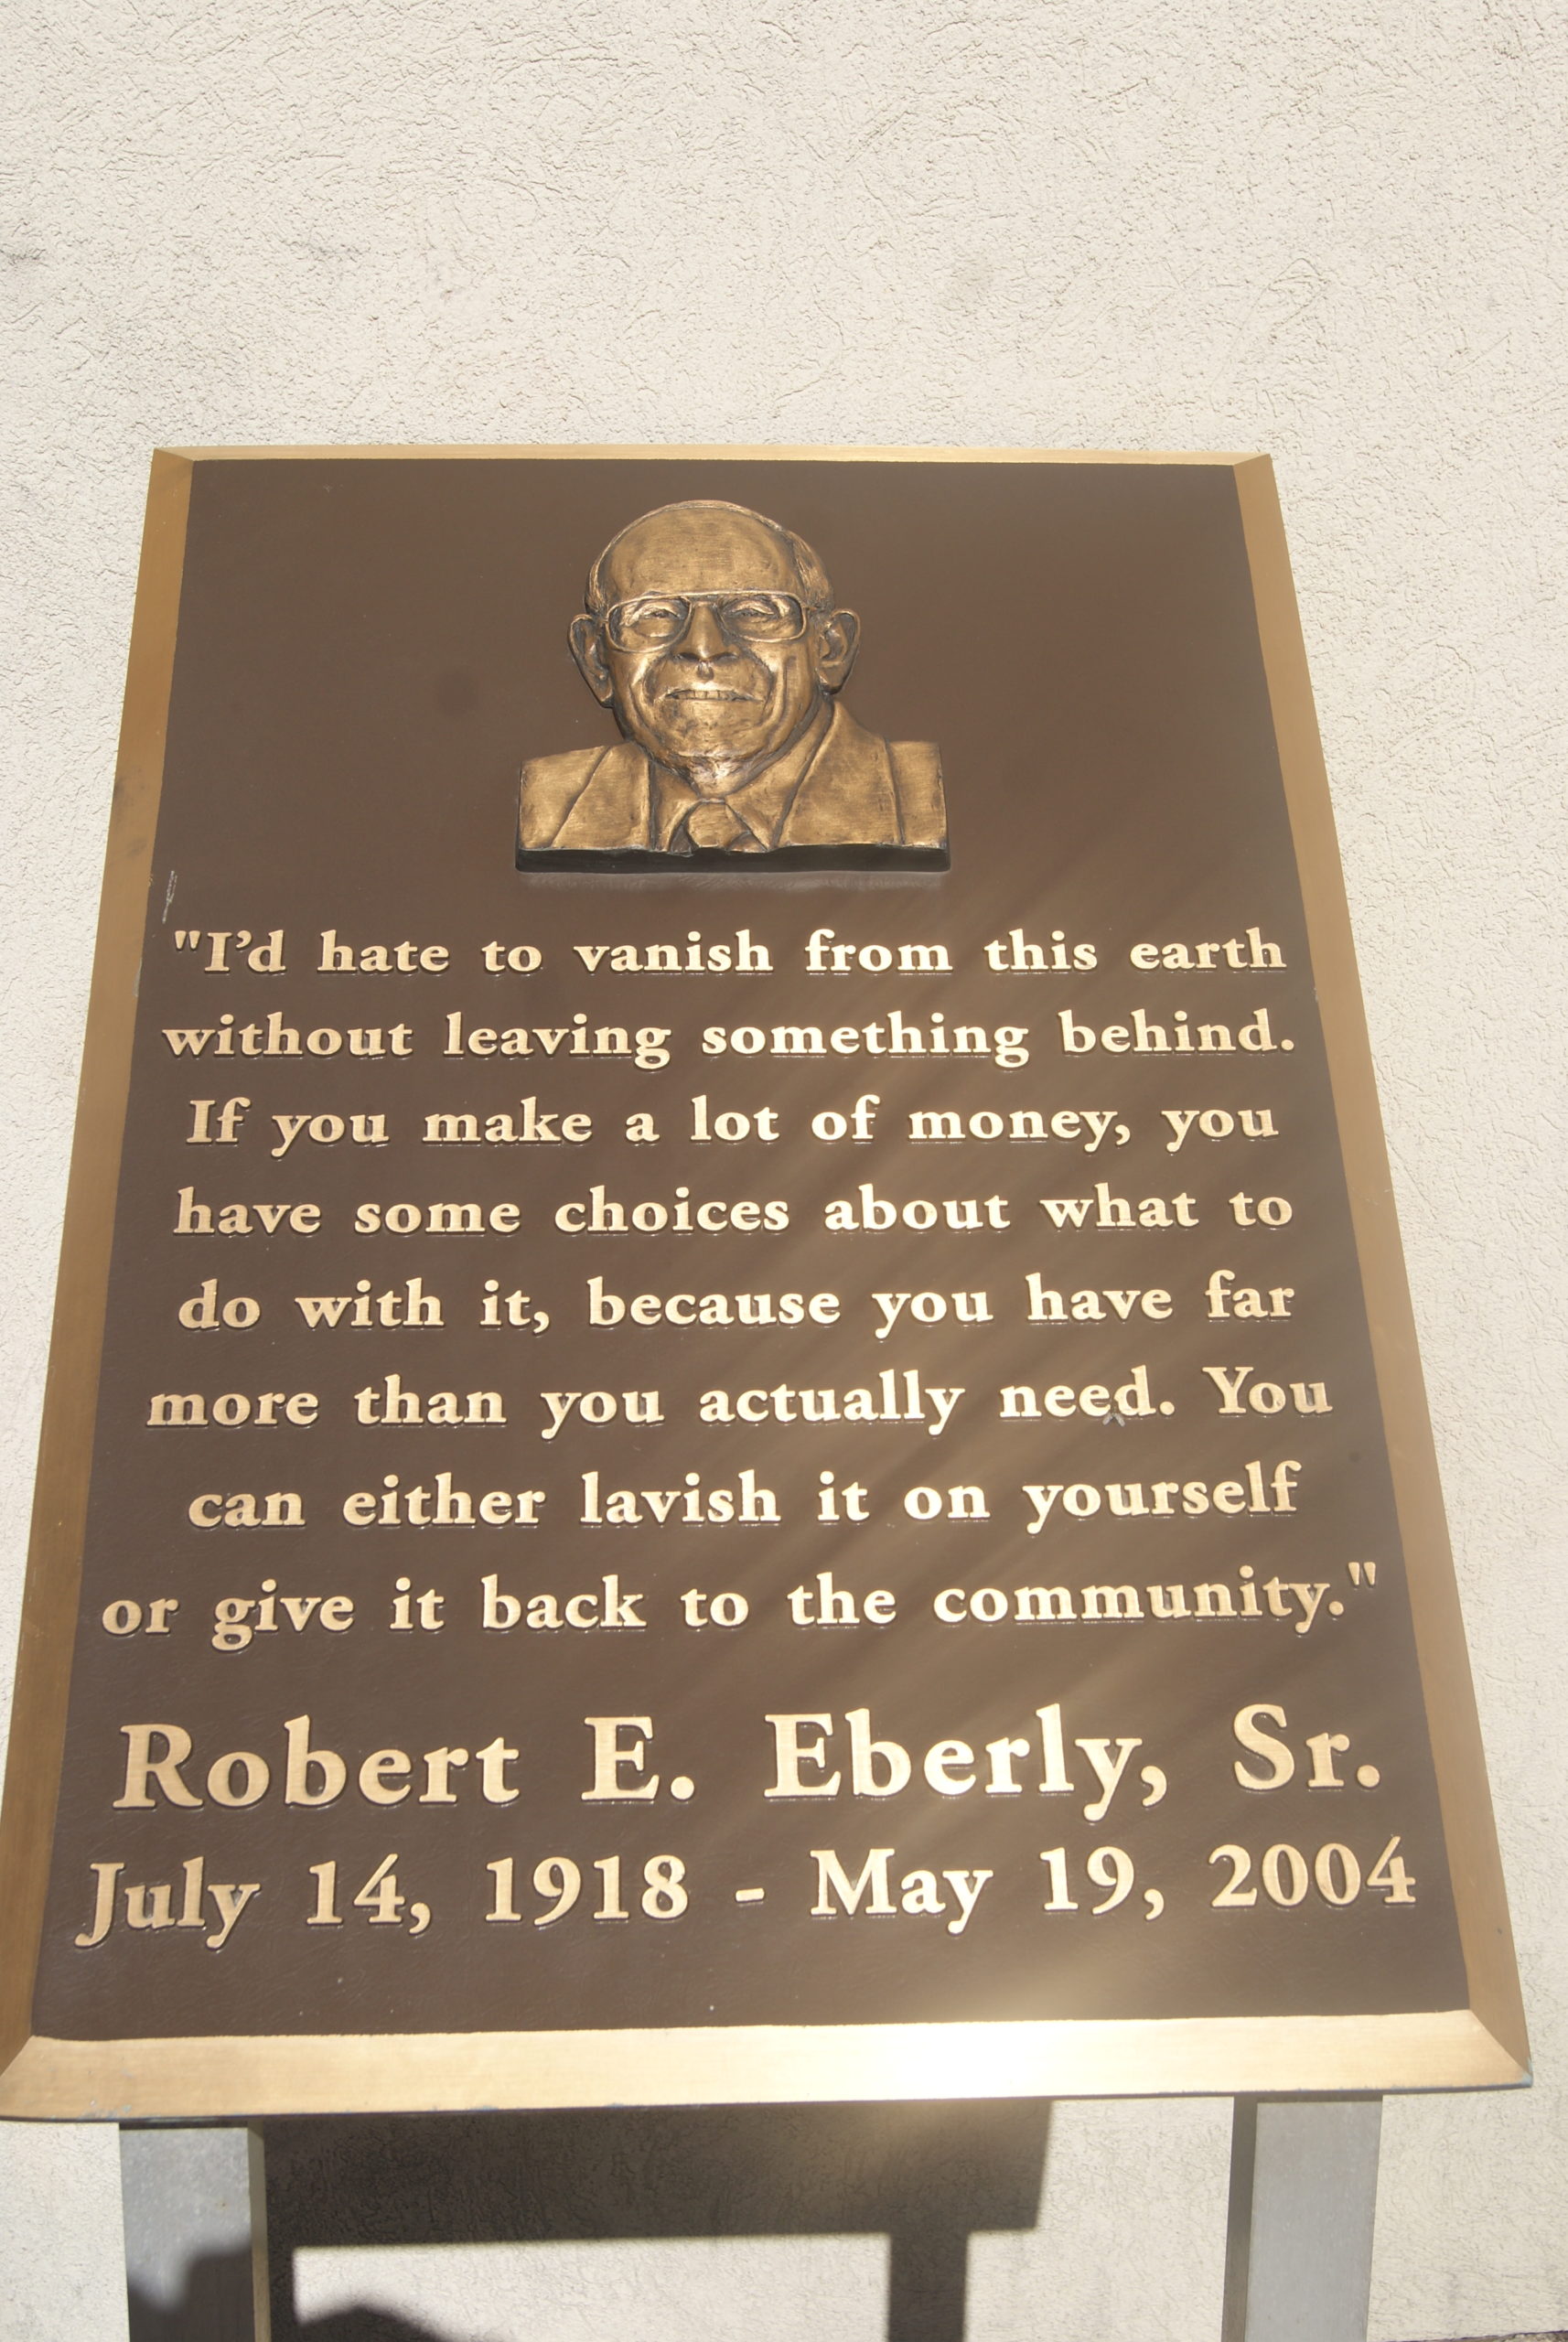 "I’d hate to vanish from this earth
without leaving something behind.
If you make a lot of money, you
have some choices about what to
do with it, because you have far
more than you actually need. You
can either lavish it on yourself
or give it back to the community."
Robert E. Eberly, Sr.
July 14, 1918 - May 19, 2004